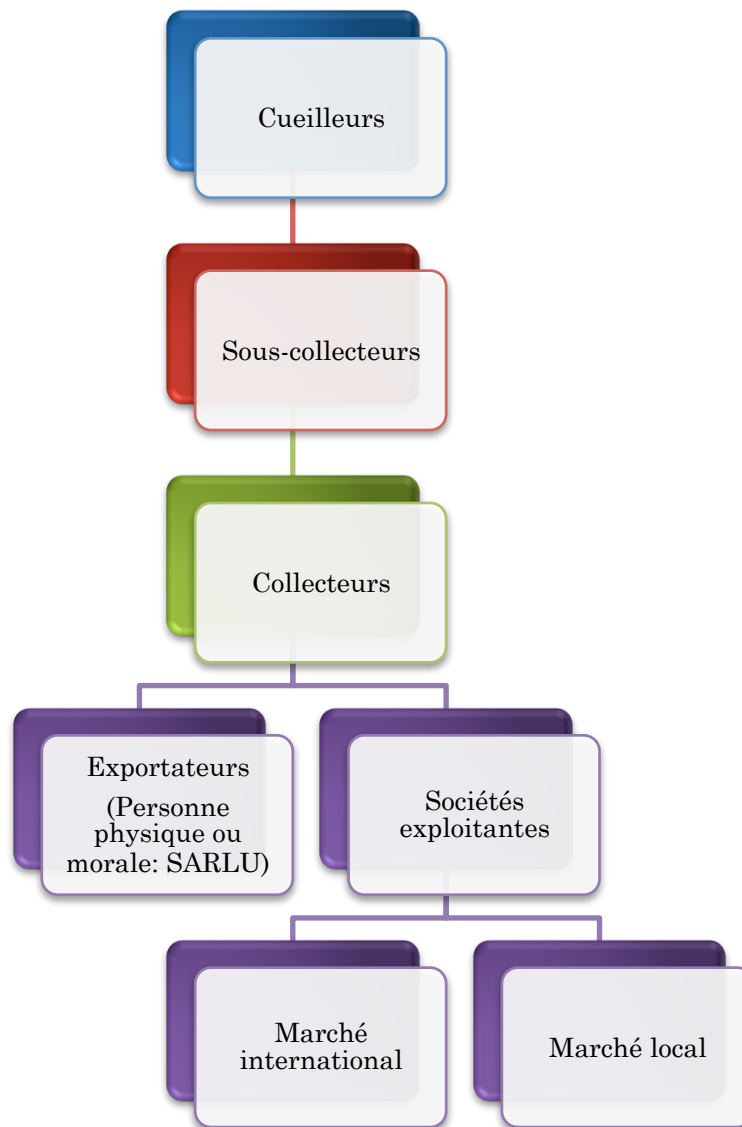 Cueilleurs
Sous-collecteurs
Collecteurs
Exportateurs
(Personne
physique ou
morale: SARLU)
Sociétés
exploitantes
Marché
international
Marché local